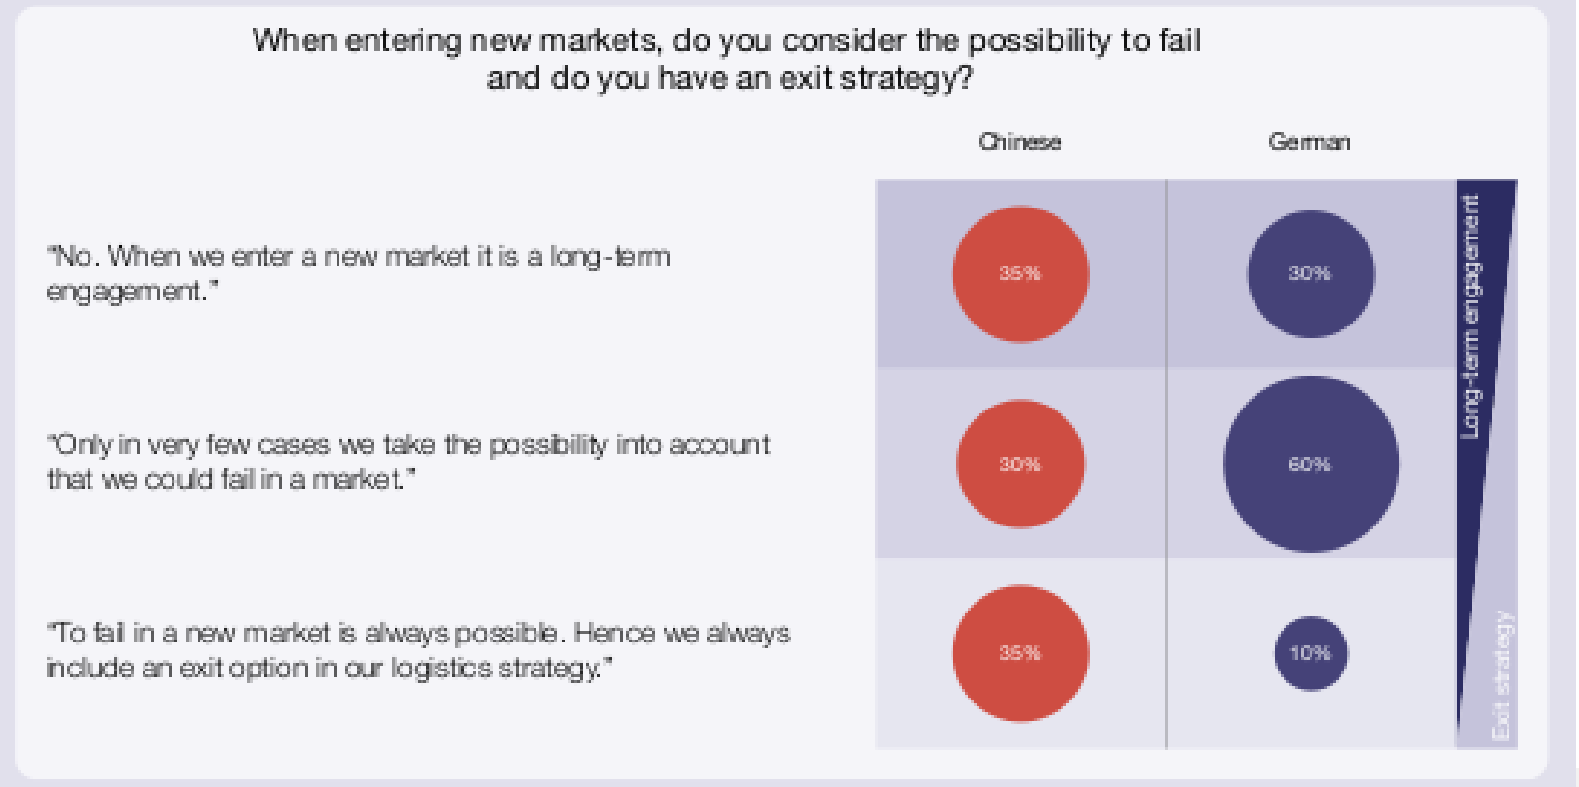 When entering new markets, do you consider the possibility to fail
and do you have an exit strategy?
Chinese German
"No. When we enter a new market it is a long-term
engagement."
35% 30%
"Only in very few cases we take the possibility into account
that we could fail in a market."
30% 60%
"To fail in a new market is always possible. Hence we always
include an exit option in our logistics strategy."
35% 10%
Long-term engagement
Exit strategy